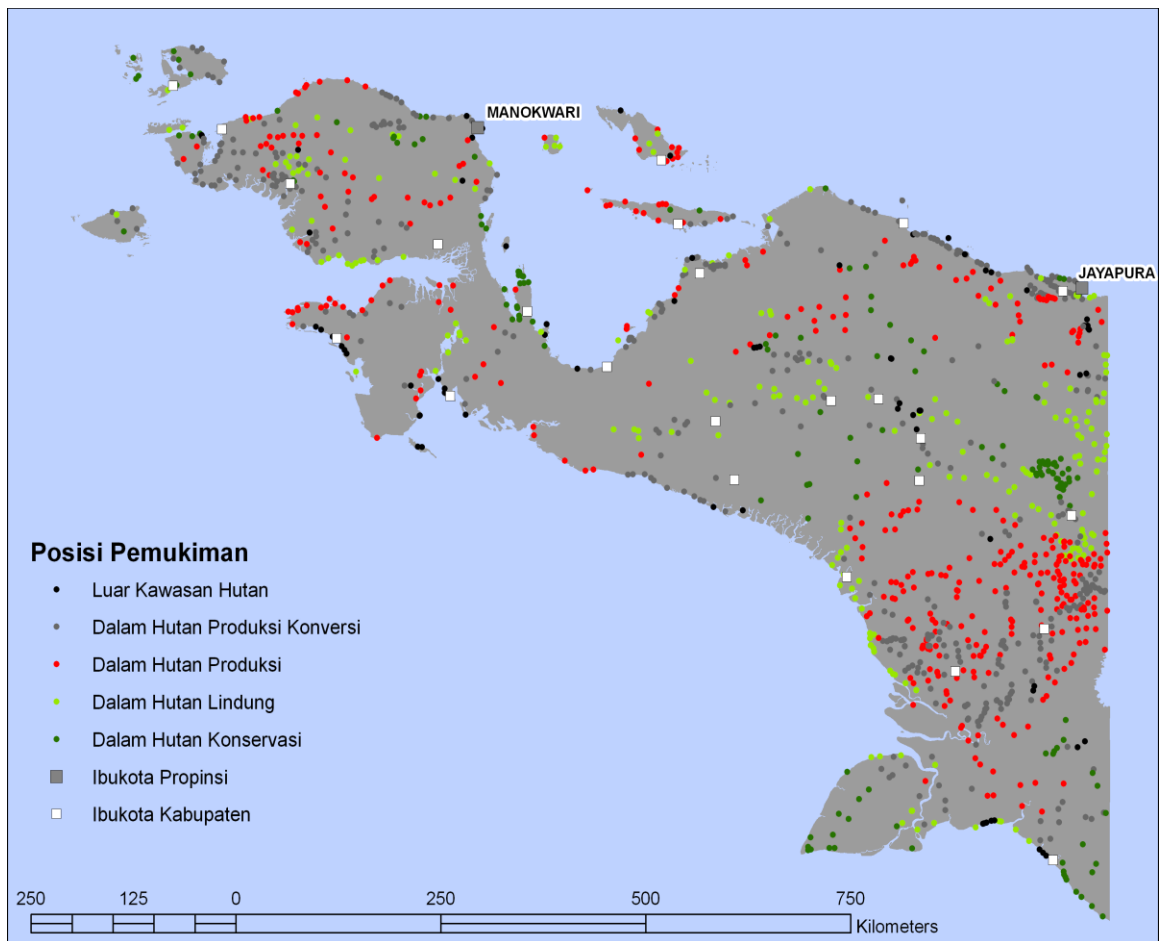 MANOKWARI
JAYAPURA
Posisi Pemukiman
Luar Kawasan Hutan
Dalam Hutan Produksi Konversi
Dalam Hutan Produksi
Dalam Hutan Lindung
Dalam Hutan Konservasi
Ibukota Propinsi
Ibukota Kabupaten
250 125 0 250 500 750
Kilometers